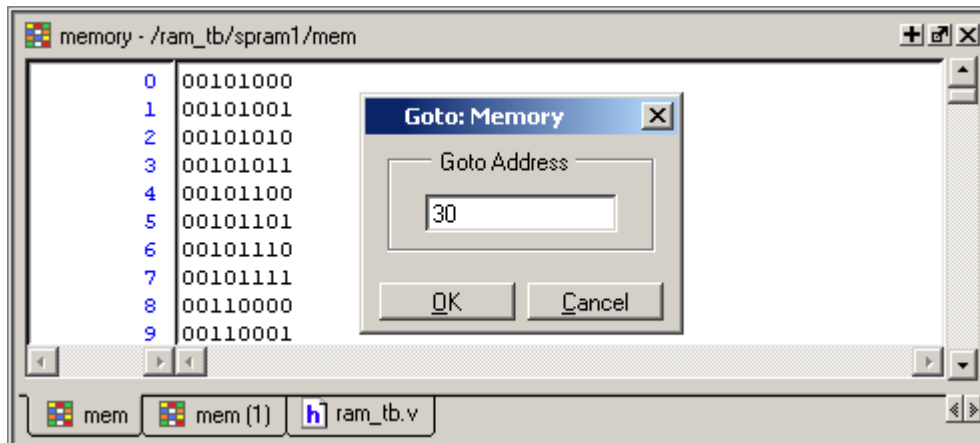 memory - /ram_tb/spram1/mem
0 00101000
1 00101001
2 00101010
3 00101011
4 00101100
5 00101101
6 00101110
7 00101111
8 00110000
9 00110001
Goto: Memory
Goto Address
30
OK Cancel
mem mem (1) h ram_tb.v